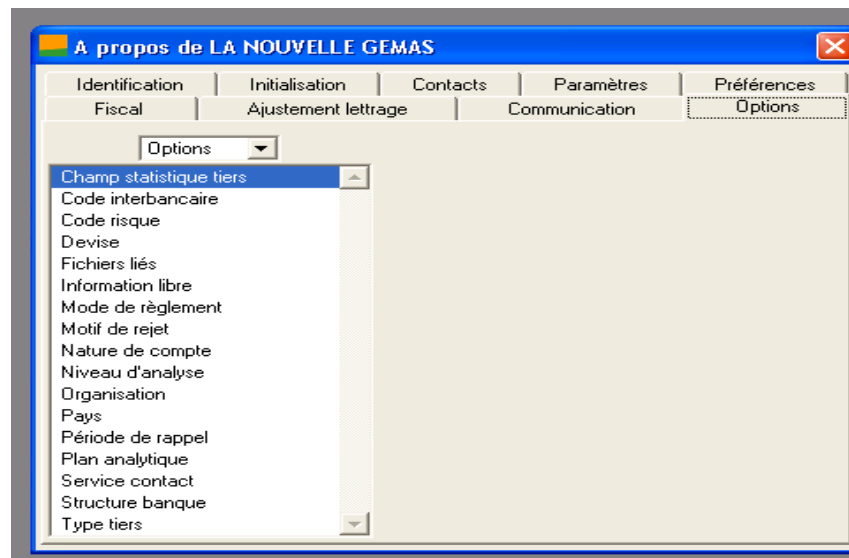 A propos de LA NOUVELLE GEMAS
Identification Initialisation Contacts Paramètres Préférences
Fiscal Ajustement lettrage Communication Options
Options
Champ statistique tiers
Code interbancaire
Code risque
Devise
Fichiers liés
Information libre
Mode de règlement
Motif de rejet
Nature de compte
Niveau d'analyse
Organisation
Pays
Période de rappel
Plan analytique
Service contact
Structure banque
Type tiers